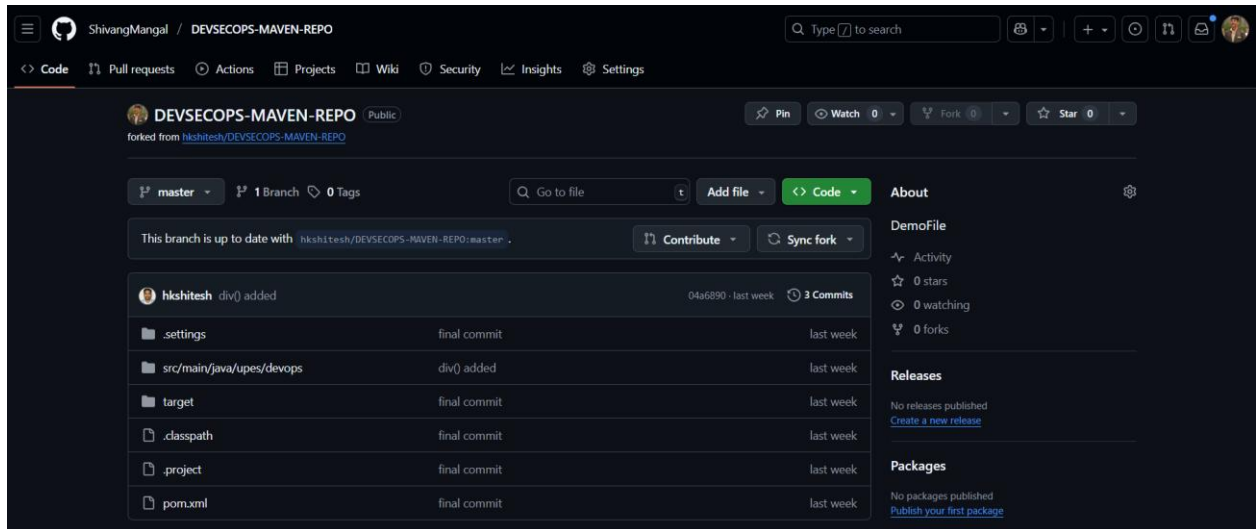 ShivangMangal / DEVSECOPS-MAVEN-REPO
Type / to search
<> Code Pull requests Actions Projects Wiki Security Insights Settings
DEVSECOPS-MAVEN-REPO Public
Pin Watch 0 Fork 0 Star 0
forked from hkshitesh/DEVSECOPS-MAVEN-REPO
master 1 Branch 0 Tags
Go to file t
Add file <> Code
This branch is up to date with hkshitesh/DEVSECOPS-MAVEN-REPO:master .
Contribute Sync fork
hkshitesh div() added 04a6890 · last week 3 Commits
.settings final commit last week
src/main/java/upes/devops div() added last week
target final commit last week
.classpath final commit last week
.project final commit last week
pom.xml final commit last week
About
DemoFile
Activity
0 stars
0 watching
0 forks
Releases
No releases published
Create a new release
Packages
No packages published
Publish your first package